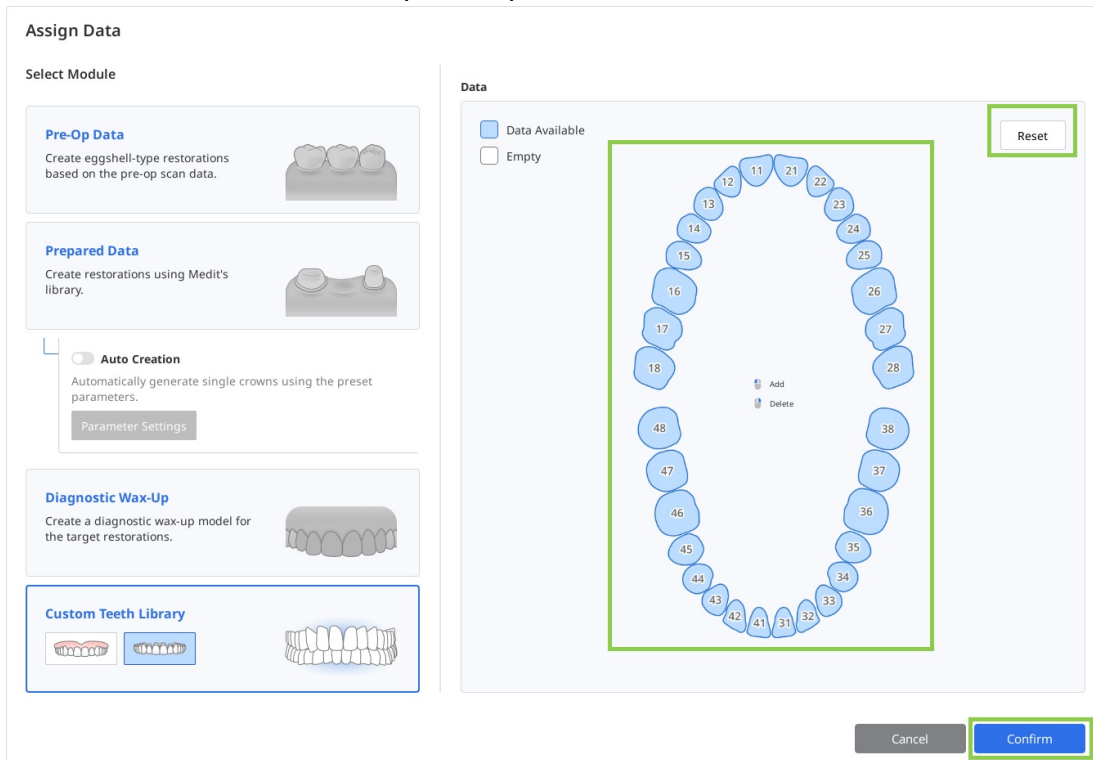 Assign Data
Select Module
Pre-Op Data
Create eggshell-type restorations
based on the pre-op scan data.
Prepared Data
Create restorations using Medit's
library.
Auto Creation
Automatically generate single crowns using the preset
parameters.
Parameter Settings
Diagnostic Wax-Up
Create a diagnostic wax-up model for
the target restorations.
Custom Teeth Library
Data
Data Available
Empty
Reset
11 21
12 22
13 23
14 24
15 25
16 26
17 27
18 28
Add
Delete
48 38
47 37
46 36
45 35
44 34
43 33
42 41 31 32
Cancel Confirm